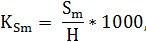 K_Sm = S_m/H * 1000,